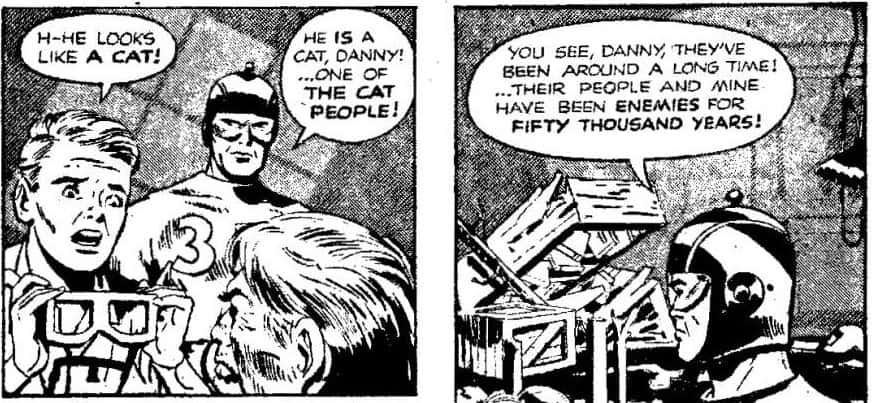 H-HE LOOKS
LIKE A CAT!
HE IS A
CAT, DANNY!
...ONE OF
THE CAT
PEOPLE!
3
YOU SEE, DANNY, THEY'VE
BEEN AROUND A LONG TIME!
...THEIR PEOPLE AND MINE
HAVE BEEN ENEMIES FOR
FIFTY THOUSAND YEARS!